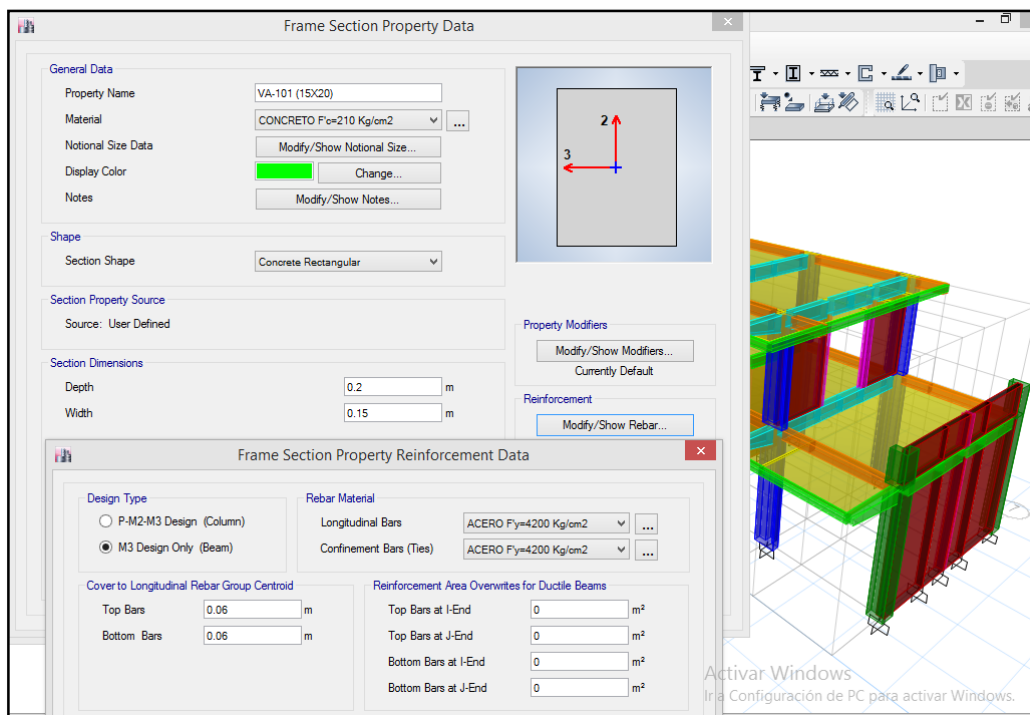 Frame Section Property Data
General Data
Property Name
VA-101 (15X20)
Material
CONCRETO F'c=210 Kg/cm2
...
Notional Size Data
Modify/Show Notional Size...
Display Color
Change...
Notes
Modify/Show Notes...
2
3
Shape
Section Shape
Concrete Rectangular
Section Property Source
Source: User Defined
Section Dimensions
Depth
0.2
m
Width
0.15
m
Property Modifiers
Modify/Show Modifiers...
Currently Default
Reinforcement
Modify/Show Rebar...
Frame Section Property Reinforcement Data
Design Type
P-M2-M3 Design (Column)
M3 Design Only (Beam)
Rebar Material
Longitudinal Bars
ACERO F'y=4200 Kg/cm2
...
Confinement Bars (Ties)
ACERO F'y=4200 Kg/cm2
...
Cover to Longitudinal Rebar Group Centroid
Top Bars
0.06
m
Bottom Bars
0.06
m
Reinforcement Area Overwrites for Ductile Beams
Top Bars at I-End
0
m²
Top Bars at J-End
0
m²
Bottom Bars at I-End
0
m²
Bottom Bars at J-End
0
m²
Activar Windows
Ir a Configuración de PC para activar Windows.